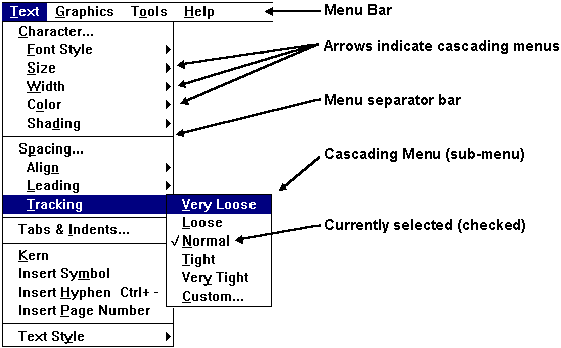 Text Graphics Tools Help
Menu Bar
Character...
Font Style
Arrows indicate cascading menus
Size
Width
Color
Menu separator bar
Shading
Spacing...
Cascading Menu (sub-menu)
Align
Leading
Tracking
Very Loose
Loose
Currently selected (checked)
Tabs & Indents...
√ Normal
Kern
Tight
Insert Symbol
Very Tight
Insert Hyphen Ctrl+ -
Custom...
Insert Page Number
Text Style